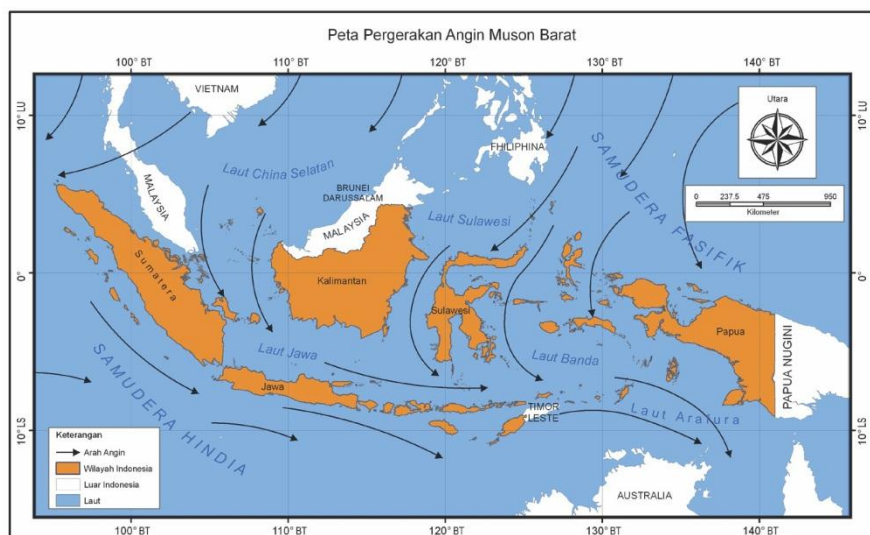 Peta Pergerakan Angin Muson Barat
100° BT
110° BT
120° BT
130° BT
140° BT
10° LU
10° LU
VIETNAM
Utara
FHILIPHINA
SAMUDERA FASIFIK
Laut China Selatan
MALAYSIA
BRUNEI
DARUSSALAM
MALAYSIA
Laut Sulawesi
0 237.5 475 950
Kilometer
0°
0°
Sumatera
Kalimantan
Sulawesi
Papua
PAPUA NUGINI
Laut Jawa
Laut Banda
SAMUDERA HINDIA
Jawa
TIMOR
LESTE
Laut Arafura
10° LS
10° LS
Keterangan
Arah Angin
Wilayah Indonesia
Luar Indonesia
Laut
AUSTRALIA
100° BT
110° BT
120° BT
130° BT
140° BT